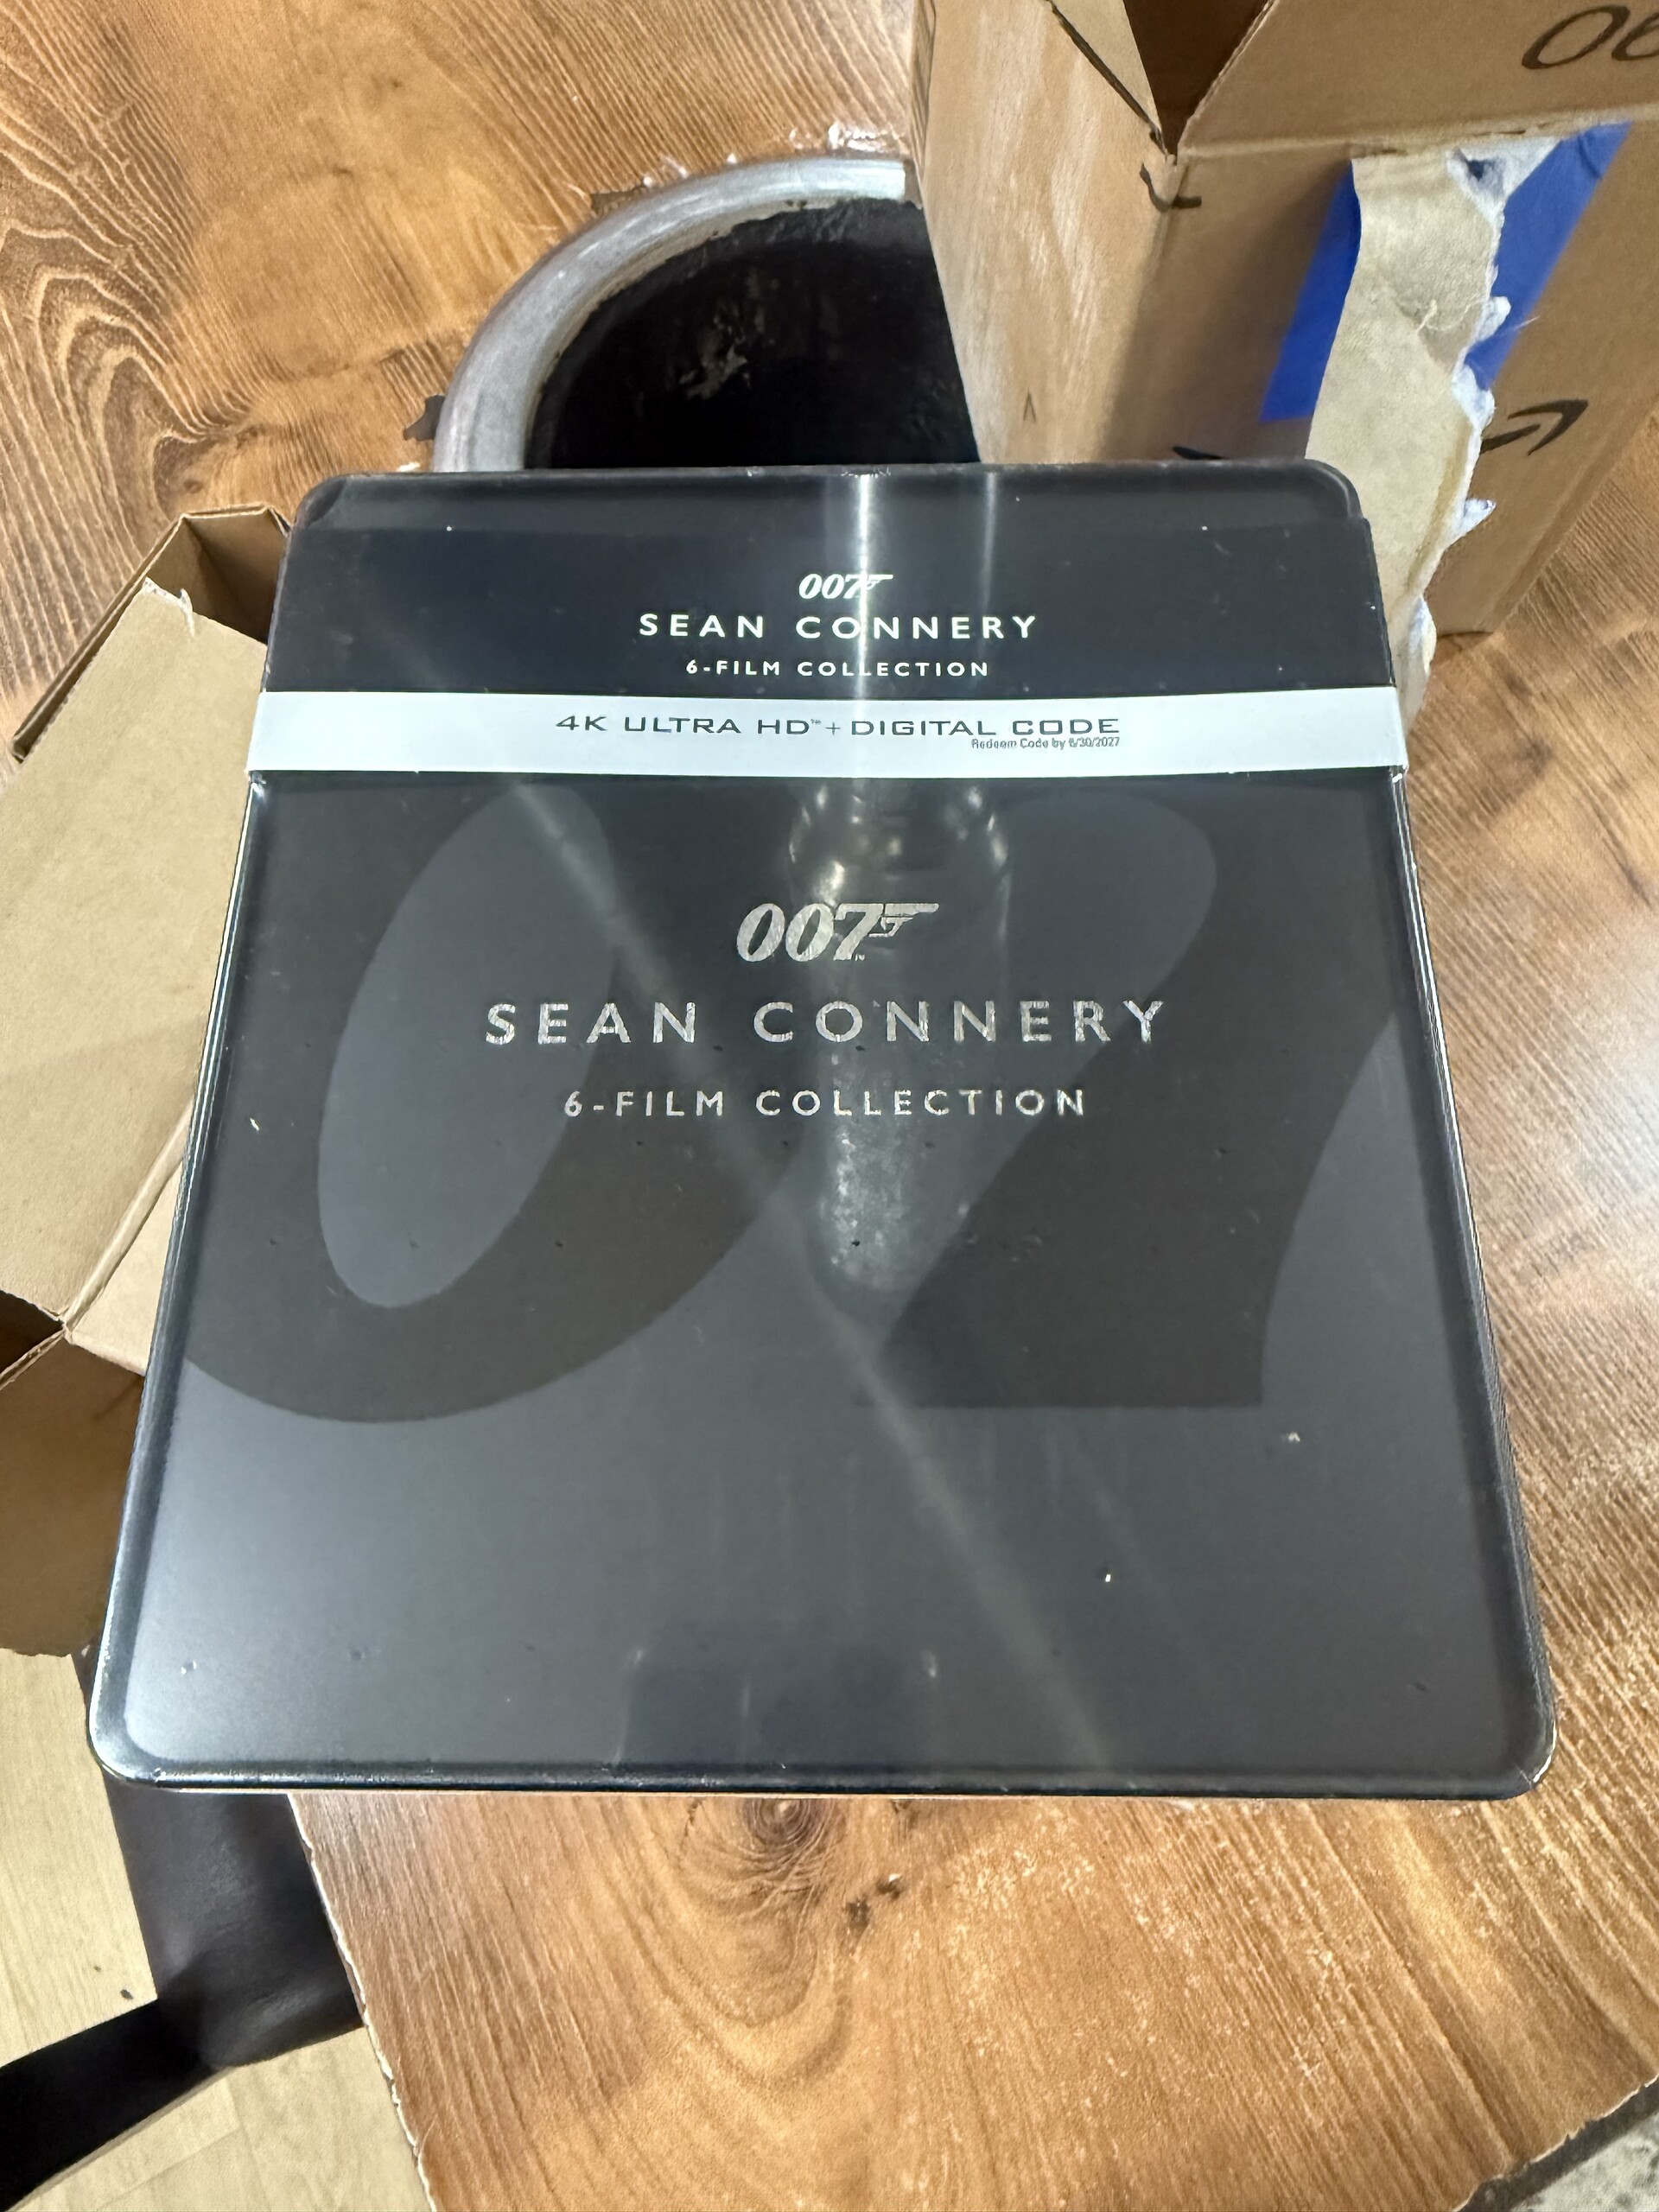 007
SEAN CONNERY
6-FILM COLLECTION
4K ULTRA HD™ + DIGITAL CODE
Redeem Code by 6/30/2027
007
SEAN CONNERY
6-FILM COLLECTION